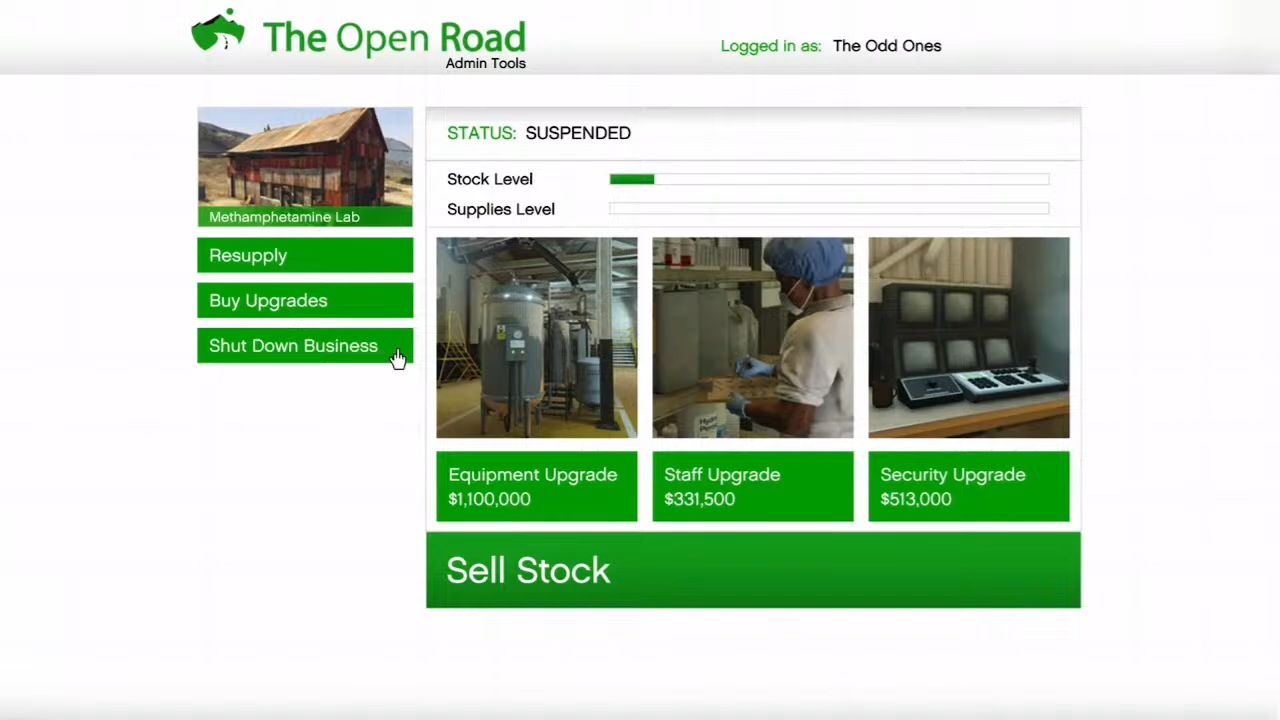 The Open Road
Admin Tools
Logged in as: The Odd Ones
Methamphetamine Lab
Resupply
Buy Upgrades
Shut Down Business
STATUS: SUSPENDED
Stock Level
Supplies Level
Equipment Upgrade
$1,100,000
Staff Upgrade
$331,500
Security Upgrade
$513,000
Sell Stock